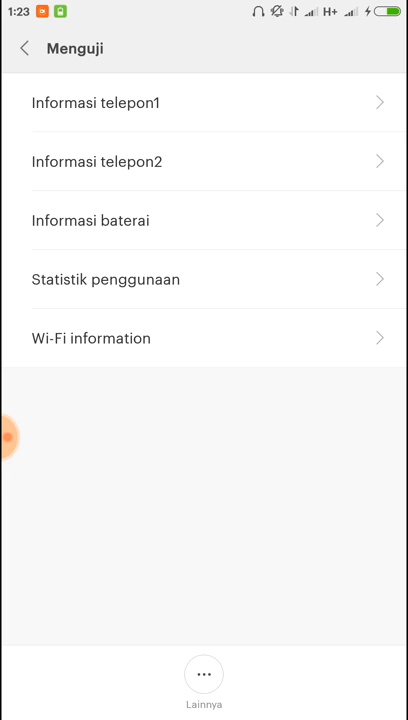 1:23 H+
Menguji
Informasi telepon1
Informasi telepon2
Informasi baterai
Statistik penggunaan
Wi-Fi information
Lainnya